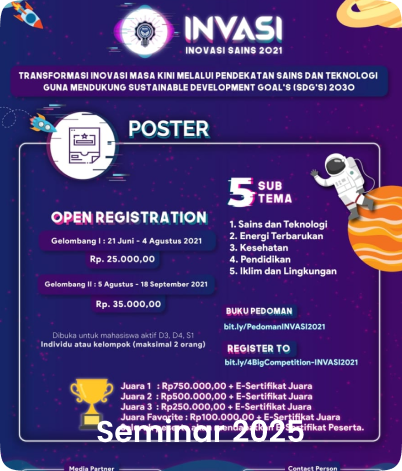 INVASI
INOVASI SAINS 2021
TRANSFORMASI INOVASI MASA KINI MELALUI PENDEKATAN SAINS DAN TEKNOLOGI
GUNA MENDUKUNG SUSTAINABLE DEVELOPMENT GOAL'S (SDG'S) 2030
POSTER
OPEN REGISTRATION
Gelombang I : 21 Juni - 4 Agustus 2021
Rp. 25.000,00
Gelombang II : 5 Agustus - 18 September 2021
Rp. 35.000,00
Dibuka untuk mahasiswa aktif D3, D4, S1
Individu atau kelompok (maksimal 2 orang)
5 SUB
TEMA
1. Sains dan Teknologi
2. Energi Terbarukan
3. Kesehatan
4. Pendidikan
5. Iklim dan Lingkungan
BUKU PEDOMAN
bit.ly/PedomanINVASI2021
REGISTER TO
bit.ly/4BigCompetition-INVASI2021
Juara 1 : Rp750.000,00 + E-Sertifikat Juara
Juara 2 : Rp500.000,00 + E-Sertifikat Juara
Juara 3 : Rp250.000,00 + E-Sertifikat Juara
Juara Favorite : Rp100.000,00 + E-Sertifikat Juara
mendapatkan E-Sertifikat Peserta.
Seminar 2025
Media Partner
Contact Person